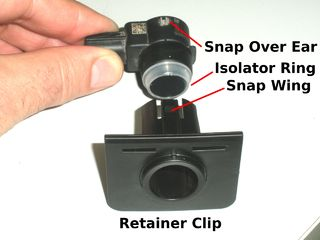 Snap Over Ear
Isolator Ring
Snap Wing
Retainer Clip